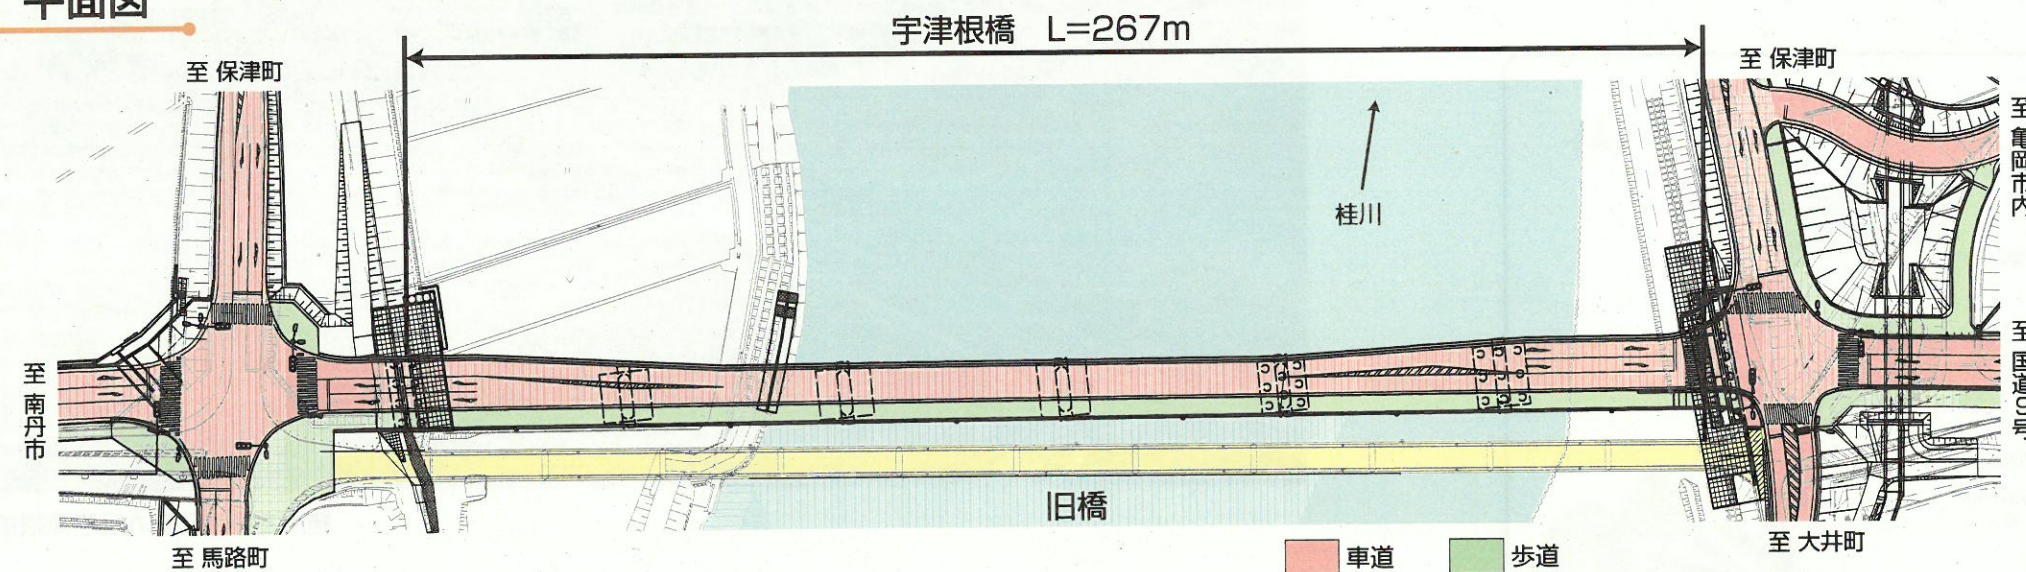 平面図
宇津根橋 L=267m
至 保津町
至 保津町
至 亀岡市内
桂川
至 南丹市
至 国道9号
旧橋
至 馬路町
至 大井町
車道
歩道